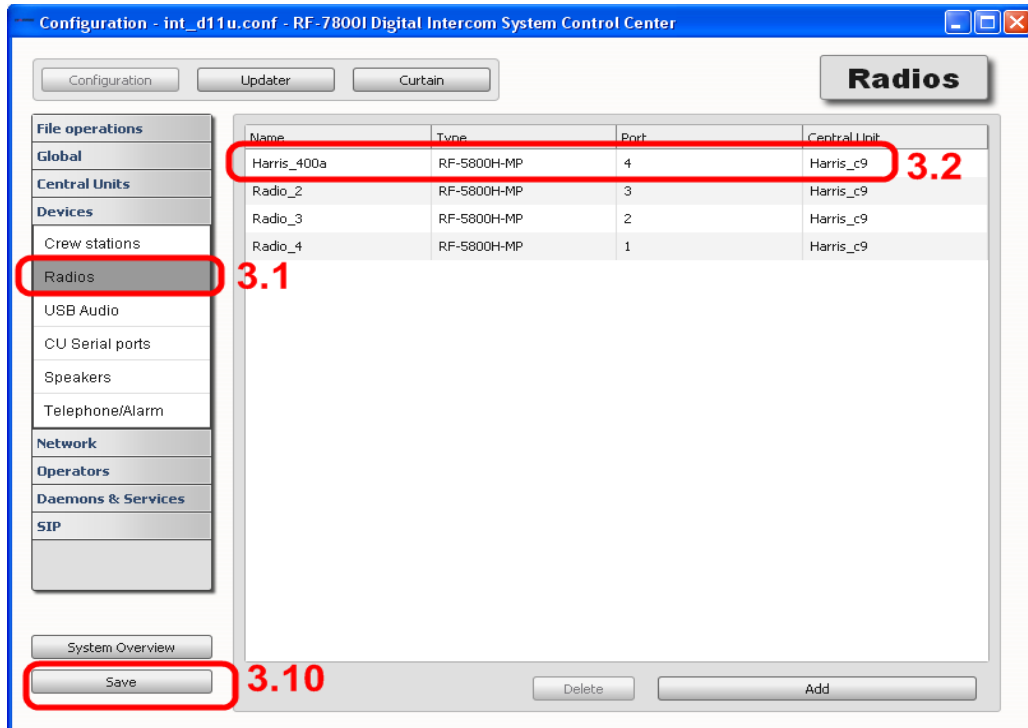 Configuration - int_d11u.conf - RF-7800I Digital Intercom System Control Center
Configuration Updater Curtain
Radios
File operations
Global
Central Units
Devices
Crew stations
Radios
3.1
USB Audio
CU Serial ports
Speakers
Telephone/Alarm
Network
Operators
Daemons & Services
SIP
System Overview
Save
3.10
Name Type Port Central Unit
Harris_400a RF-5800H-MP 4 Harris_c9
3.2
Radio_2 RF-5800H-MP 3 Harris_c9
Radio_3 RF-5800H-MP 2 Harris_c9
Radio_4 RF-5800H-MP 1 Harris_c9
Delete Add